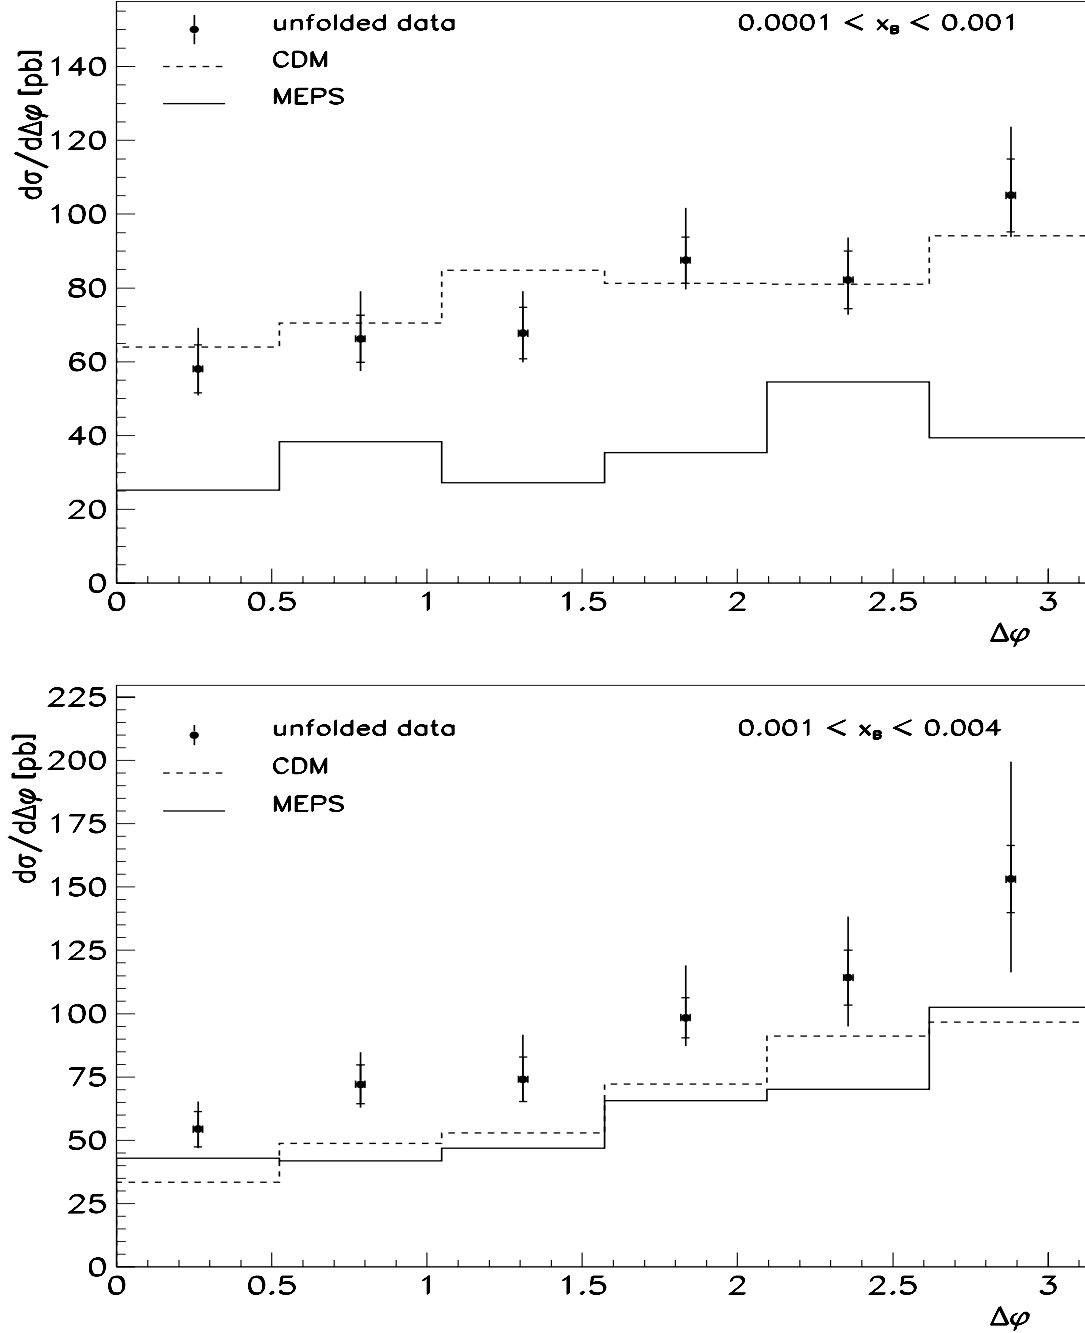 unfolded data
0.0001 < x_B < 0.001
CDM
MEPS
dσ/dΔφ [pb]
140
120
100
80
60
40
20
0
0 0.5 1 1.5 2 2.5 3
Δφ
unfolded data
0.001 < x_B < 0.004
CDM
MEPS
dσ/dΔφ [pb]
225
200
175
150
125
100
75
50
25
0
0 0.5 1 1.5 2 2.5 3
Δφ